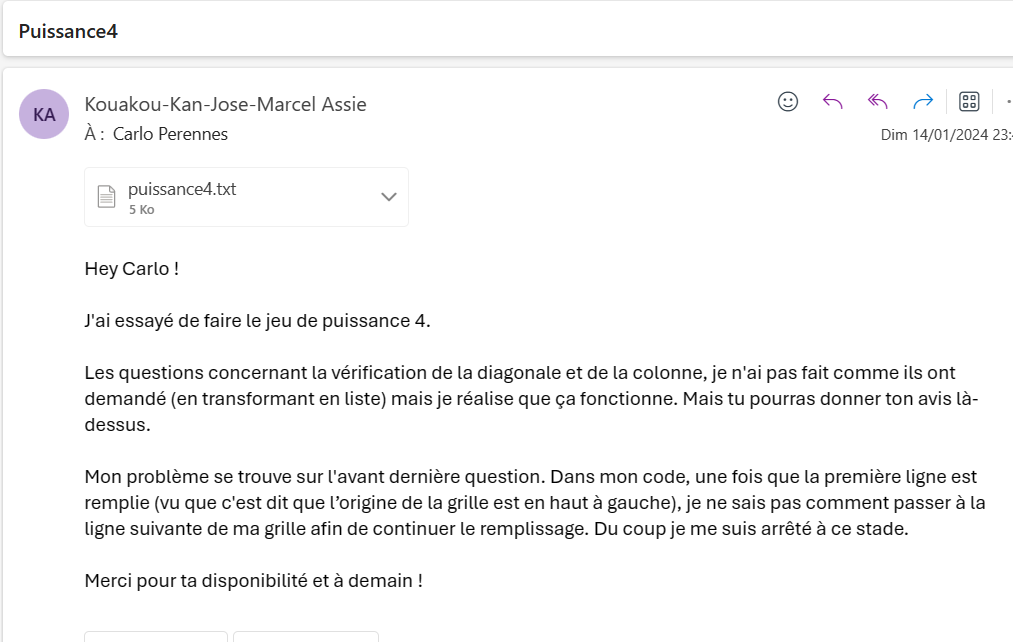 Puissance4
KA
Kouakou-Kan-Jose-Marcel Assie
À : Carlo Perennes
Dim 14/01/2024 23:
puissance4.txt
5 Ko
Hey Carlo !
J'ai essayé de faire le jeu de puissance 4.
Les questions concernant la vérification de la diagonale et de la colonne, je n'ai pas fait comme ils ont
demandé (en transformant en liste) mais je réalise que ça fonctionne. Mais tu pourras donner ton avis là-
dessus.
Mon problème se trouve sur l'avant dernière question. Dans mon code, une fois que la première ligne est
remplie (vu que c'est dit que l’origine de la grille est en haut à gauche), je ne sais pas comment passer à la
ligne suivante de ma grille afin de continuer le remplissage. Du coup je me suis arrêté à ce stade.
Merci pour ta disponibilité et à demain !